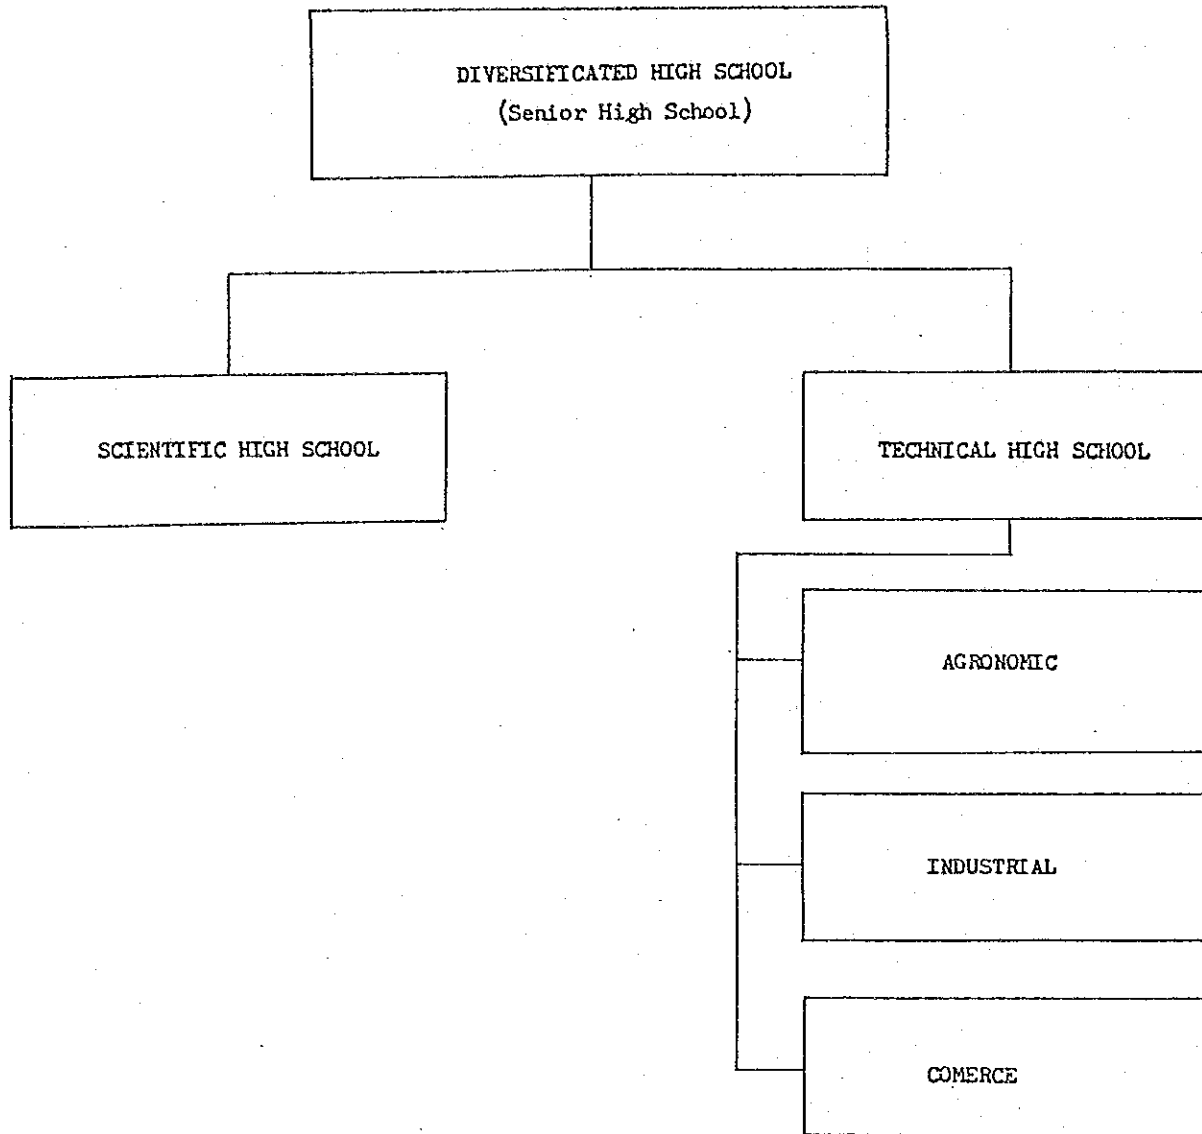 DIVERSIFICATED HIGH SCHOOL
(Senior High School)
SCIENTIFIC HIGH SCHOOL
TECHNICAL HIGH SCHOOL
AGRONOMIC
INDUSTRIAL
COMERCE